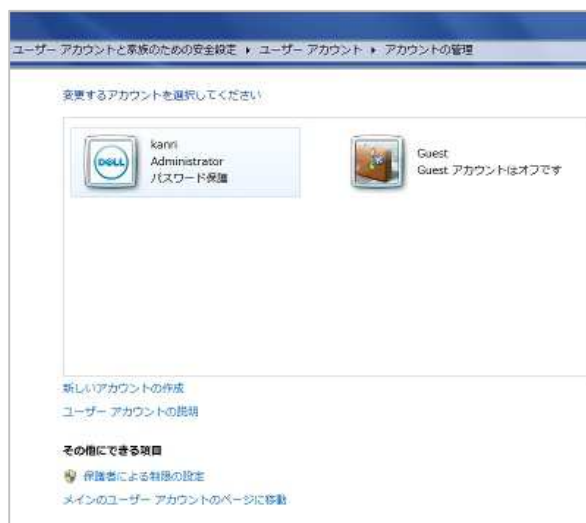 ユーザー アカウントと家族のための安全設定 ▸ ユーザー アカウント ▸ アカウントの管理
変更するアカウントを選択してください
DELL
kanri
Administrator
パスワード保護
Guest
Guest アカウントはオフです
新しいアカウントの作成
ユーザー アカウントの説明
その他にできる項目
保護者による制限の設定
メインのユーザー アカウントのページに移動